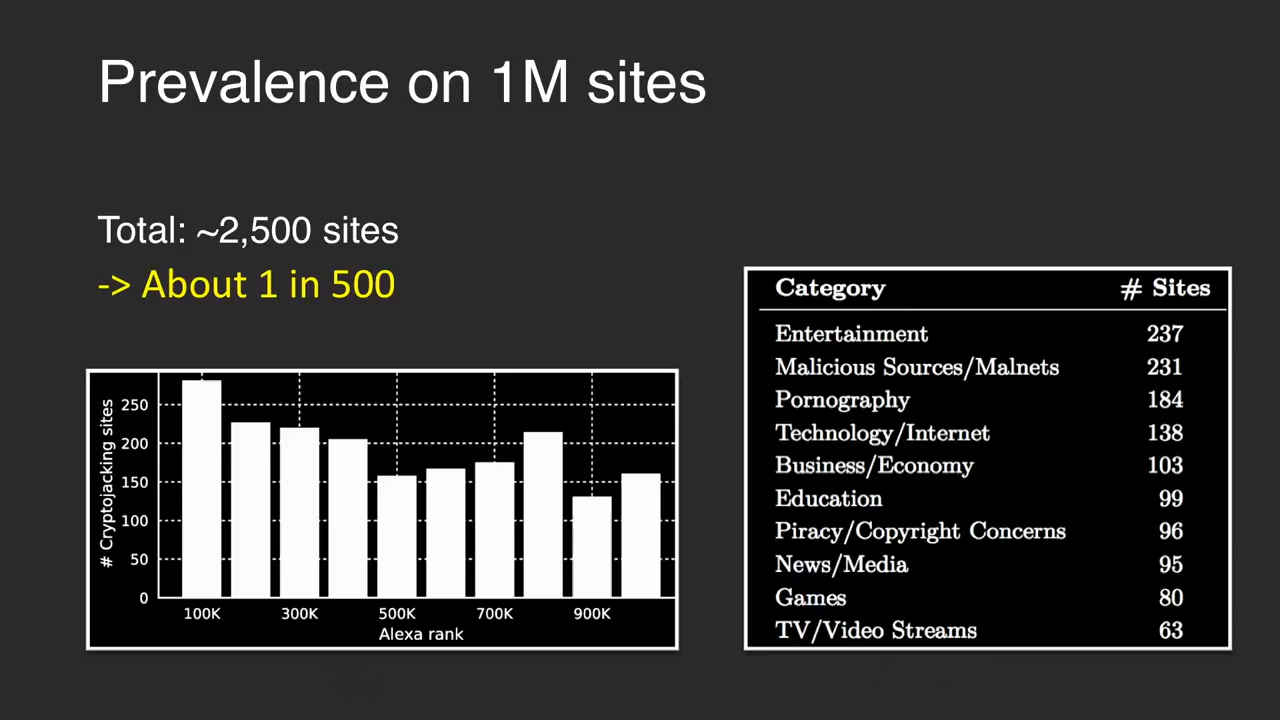 Prevalence on 1M sites
Total: ~2,500 sites
-> About 1 in 500
# Cryptojacking sites
250
200
150
100
50
0
100K 300K 500K 700K 900K
Alexa rank
Category # Sites
Entertainment 237
Malicious Sources/Malnets 231
Pornography 184
Technology/Internet 138
Business/Economy 103
Education 99
Piracy/Copyright Concerns 96
News/Media 95
Games 80
TV/Video Streams 63